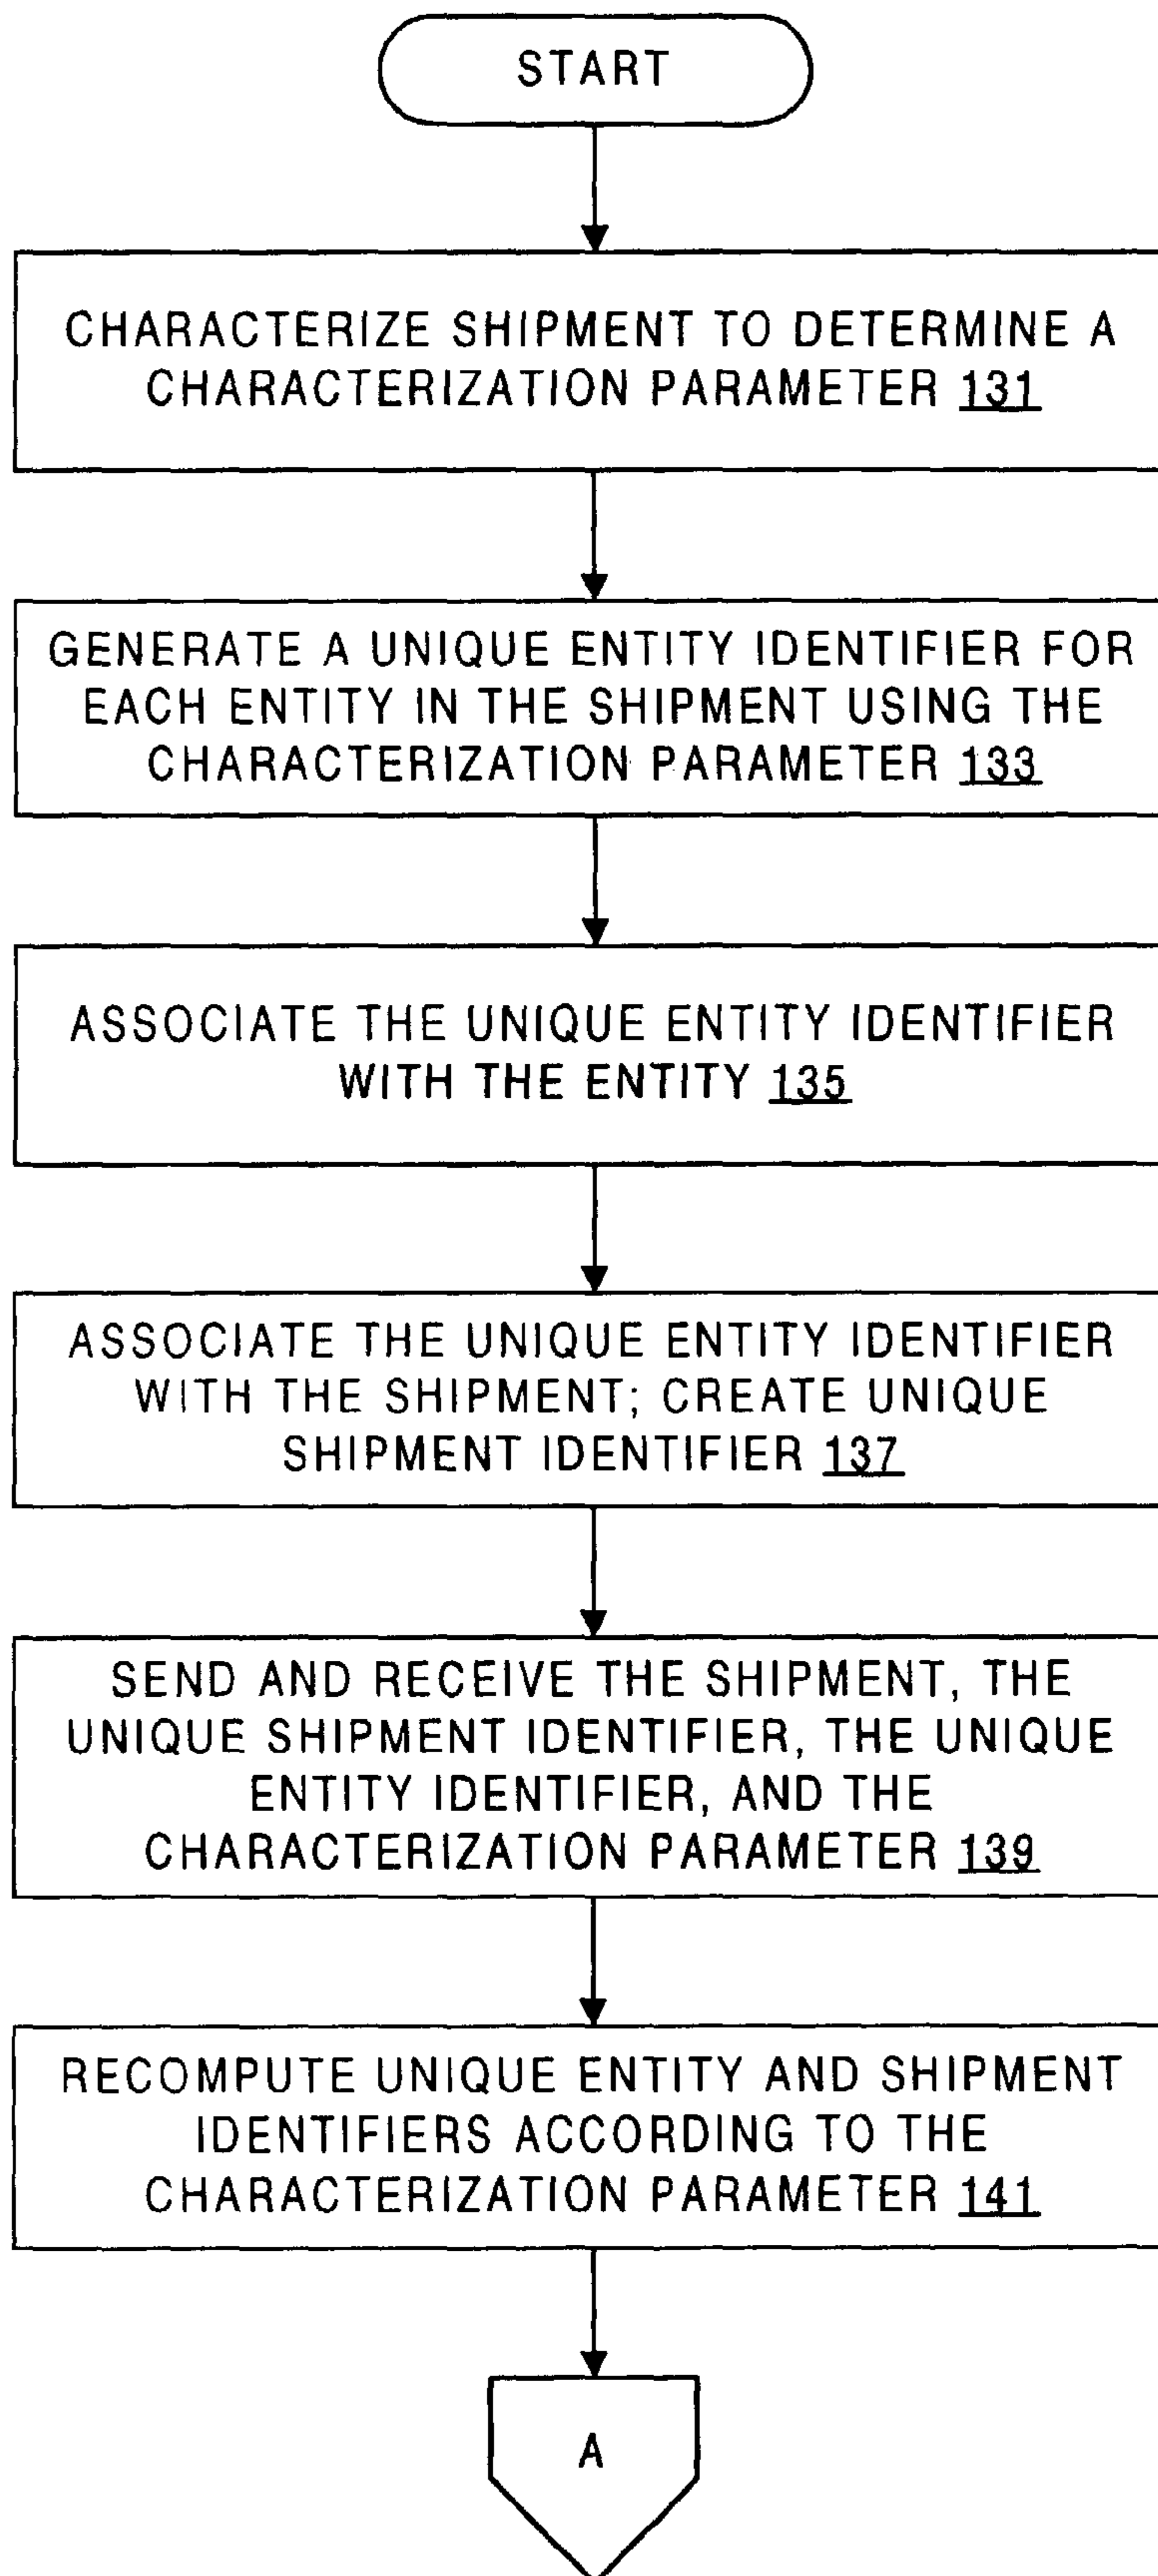 START
CHARACTERIZE SHIPMENT TO DETERMINE A
CHARACTERIZATION PARAMETER 131
GENERATE A UNIQUE ENTITY IDENTIFIER FOR
EACH ENTITY IN THE SHIPMENT USING THE
CHARACTERIZATION PARAMETER 133
ASSOCIATE THE UNIQUE ENTITY IDENTIFIER
WITH THE ENTITY 135
ASSOCIATE THE UNIQUE ENTITY IDENTIFIER
WITH THE SHIPMENT; CREATE UNIQUE
SHIPMENT IDENTIFIER 137
SEND AND RECEIVE THE SHIPMENT, THE
UNIQUE SHIPMENT IDENTIFIER, THE UNIQUE
ENTITY IDENTIFIER, AND THE
CHARACTERIZATION PARAMETER 139
RECOMPUTE UNIQUE ENTITY AND SHIPMENT
IDENTIFIERS ACCORDING TO THE
CHARACTERIZATION PARAMETER 141
A